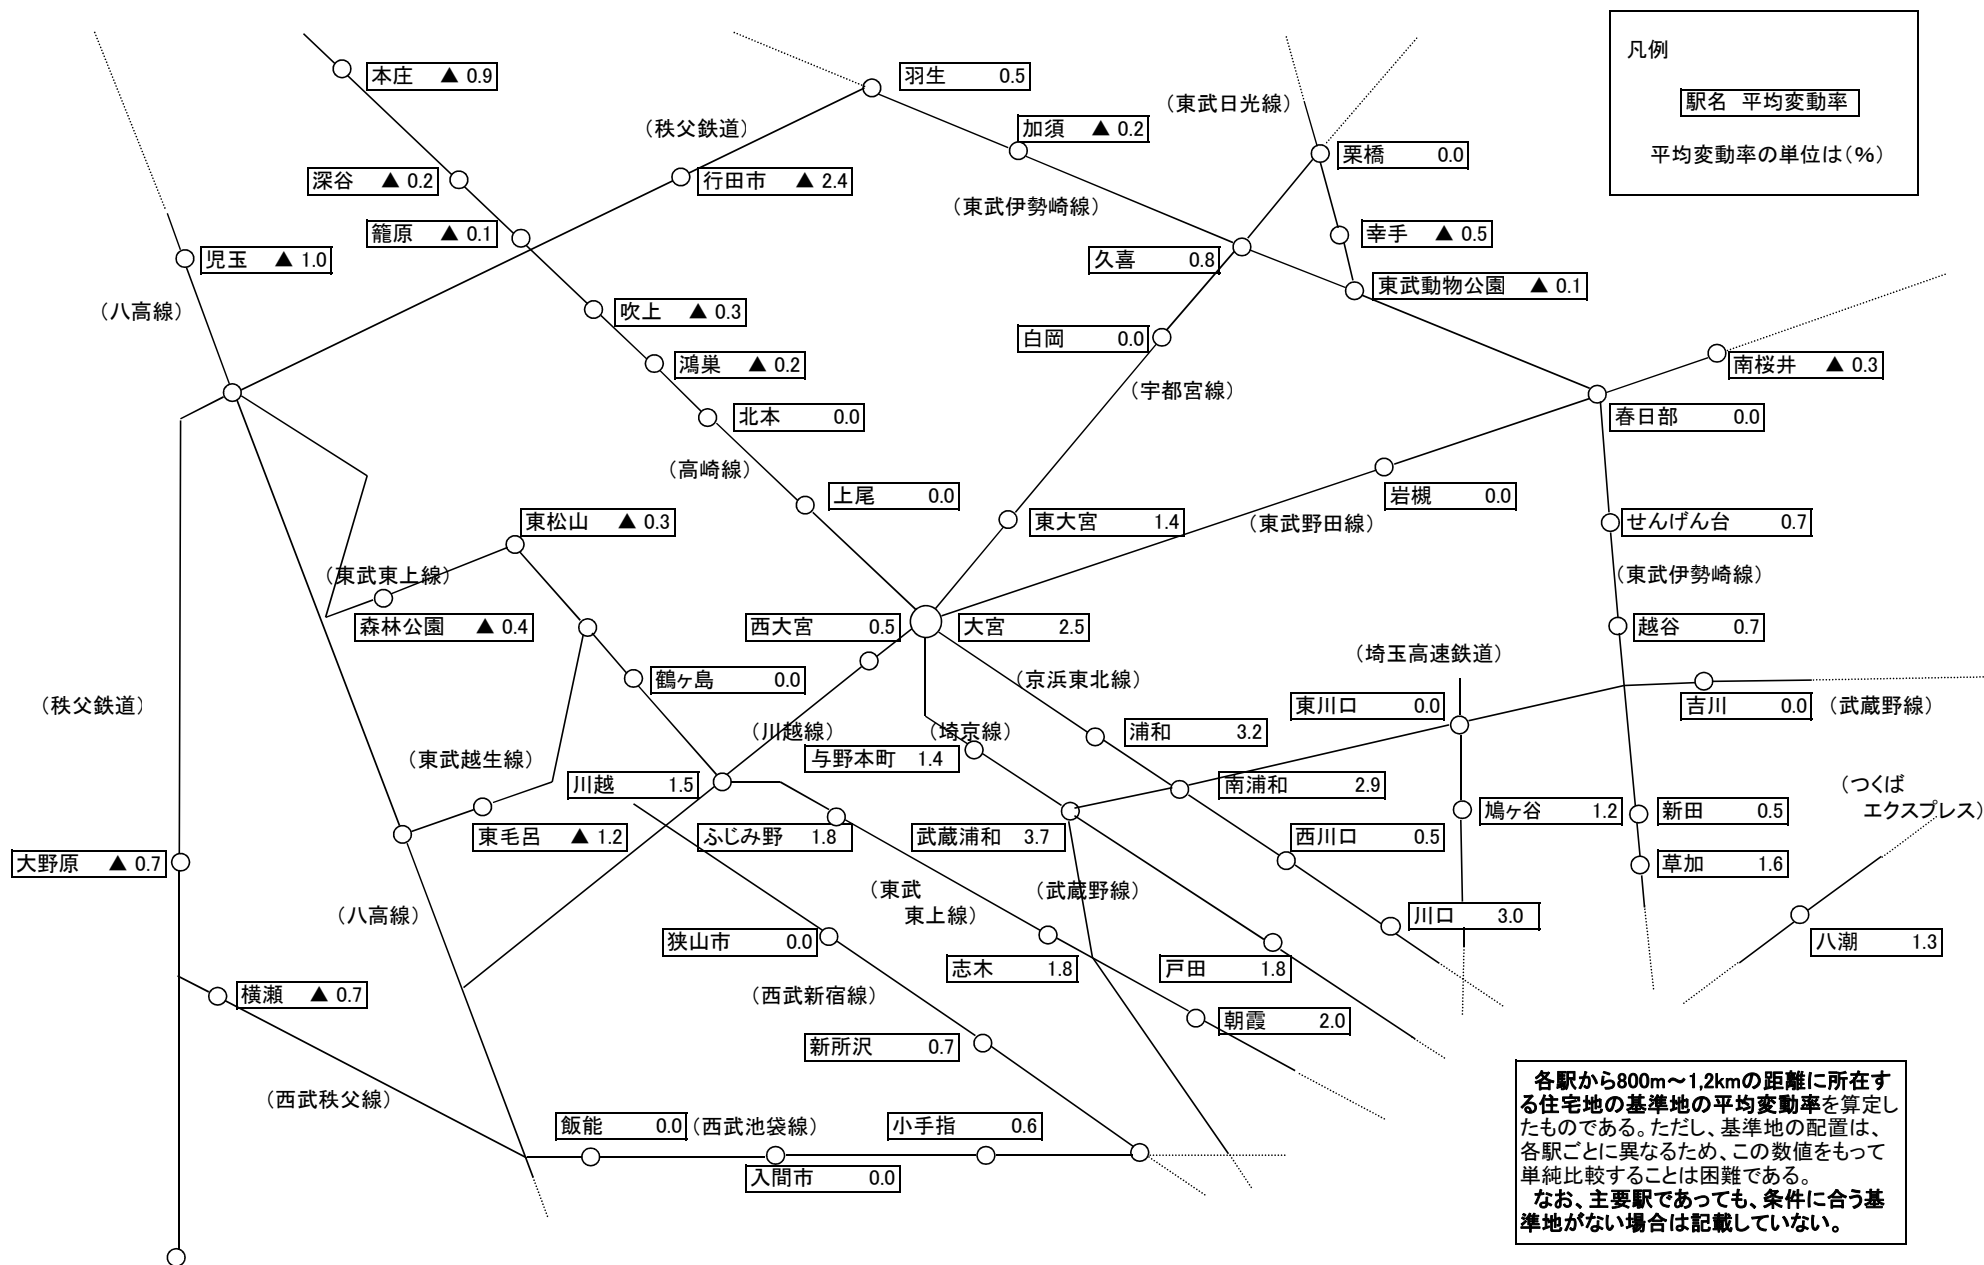 凡例
駅名 平均変動率
平均変動率の単位は(%)
本庄 ▲ 0.9
羽生 0.5
(東武日光線)
(秩父鉄道)
加須 ▲ 0.2
栗橋 0.0
深谷 ▲ 0.2
行田市 ▲ 2.4
(東武伊勢崎線)
籠原 ▲ 0.1
幸手 ▲ 0.5
児玉 ▲ 1.0
久喜 0.8
東武動物公園 ▲ 0.1
(八高線)
吹上 ▲ 0.3
白岡 0.0
鴻巣 ▲ 0.2
南桜井 ▲ 0.3
(宇都宮線)
北本 0.0
春日部 0.0
(高崎線)
上尾 0.0
岩槻 0.0
東松山 ▲ 0.3
東大宮 1.4
(東武野田線)
せんげん台 0.7
(東武東上線)
(東武伊勢崎線)
森林公園 ▲ 0.4
西大宮 0.5
大宮 2.5
越谷 0.7
(埼玉高速鉄道)
鶴ヶ島 0.0
(京浜東北線)
(秩父鉄道)
東川口 0.0
吉川 0.0
(武蔵野線)
(川越線)
(埼京線)
浦和 3.2
(東武越生線)
与野本町 1.4
川越 1.5
南浦和 2.9
(つくば
エクスプレス)
東毛呂 ▲ 1.2
ふじみ野 1.8
武蔵浦和 3.7
西川口 0.5
鳩ヶ谷 1.2
新田 0.5
大野原 ▲ 0.7
草加 1.6
(武蔵野線)
(東武
東上線)
(八高線)
川口 3.0
狭山市 0.0
八潮 1.3
志木 1.8
戸田 1.8
横瀬 ▲ 0.7
(西武新宿線)
朝霞 2.0
新所沢 0.7
(西武秩父線)
飯能 0.0
(西武池袋線)
小手指 0.6
入間市 0.0
各駅から800m～1,2kmの距離に所在す
る住宅地の基準地の平均変動率を算定し
たものである。ただし、基準地の配置は、
各駅ごとに異なるため、この数値をもって
単純比較することは困難である。
なお、主要駅であっても、条件に合う基
準地がない場合は記載していない。